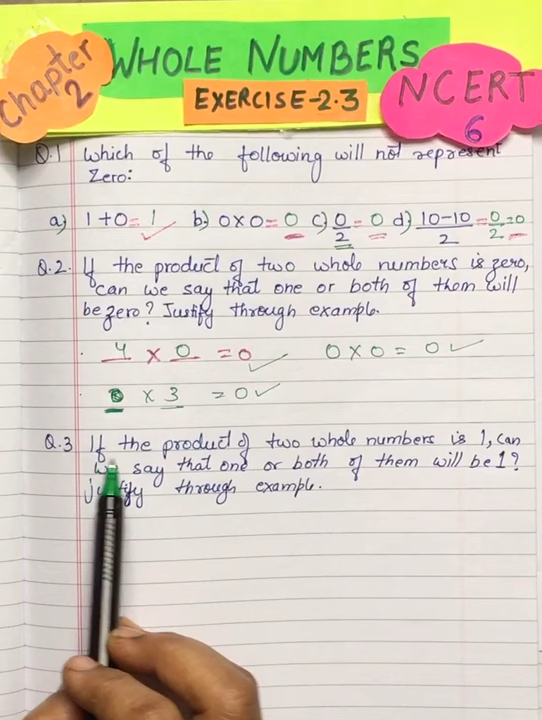 Chapter 2
WHOLE NUMBERS
EXERCISE-2.3
NCERT 6
Q.1 Which of the following will not represent
Zero:
a) 1+0=1 b) 0x0=0 c) 0/2=0 d) 10-10/2=0/2=0
Q.2. If the product of two whole numbers is zero,
can we say that one or both of them will
be zero? Justify through example.
4 x 0 = 0 0x0= 0
0 x 3 = 0
Q.3 If the product of two whole numbers is 1, can
we say that one or both of them will be 1?
Justify through example.